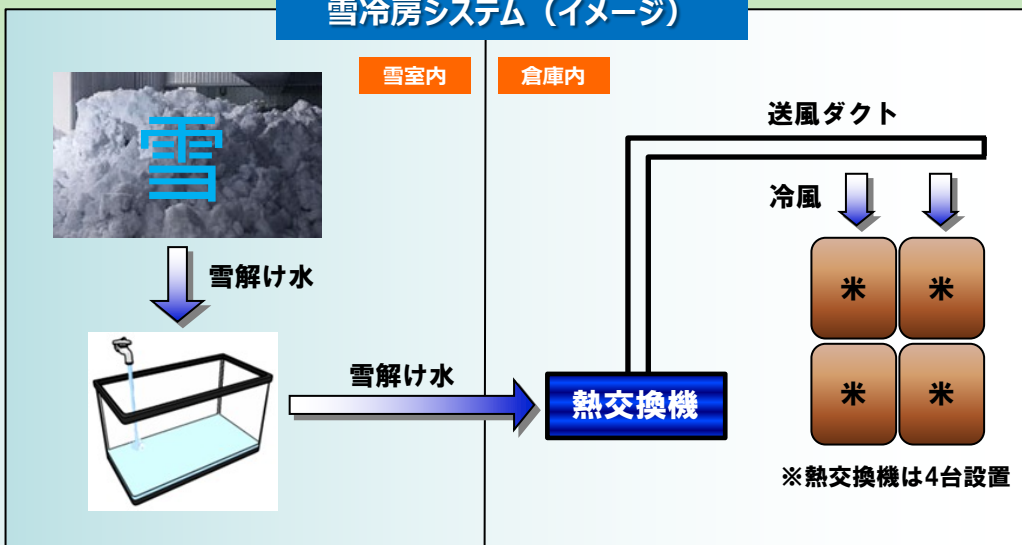 雪冷房システム（イメージ）
雪室内
倉庫内
雪
送風ダクト
冷風
雪解け水
米
米
雪解け水
熱交換機
米
米
※熱交換機は4台設置